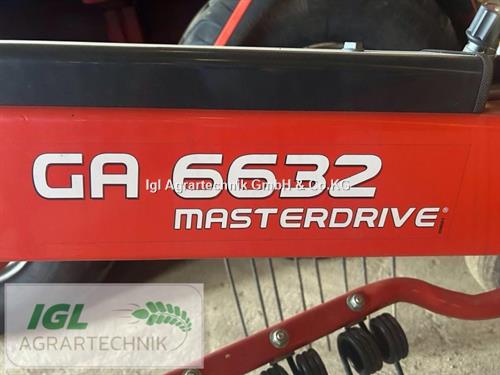 GA 6632
Igl Agrartechnik GmbH & Co.KG
MASTERDRIVE®
IGL
AGRARTECHNIK